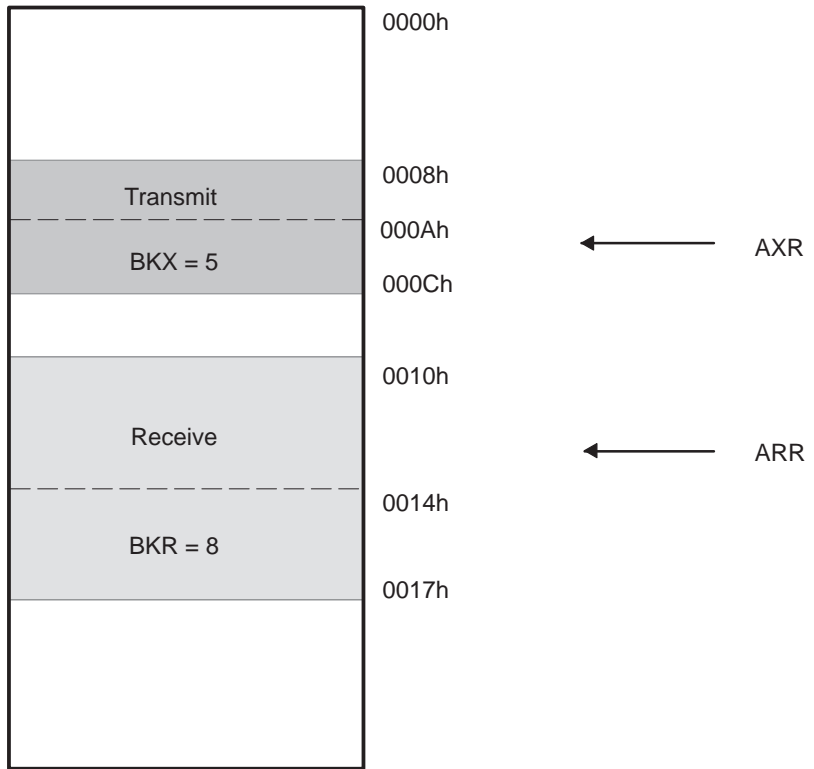 0000h
0008h
Transmit
000Ah
AXR
BKX = 5
000Ch
0010h
Receive
ARR
0014h
BKR = 8
0017h